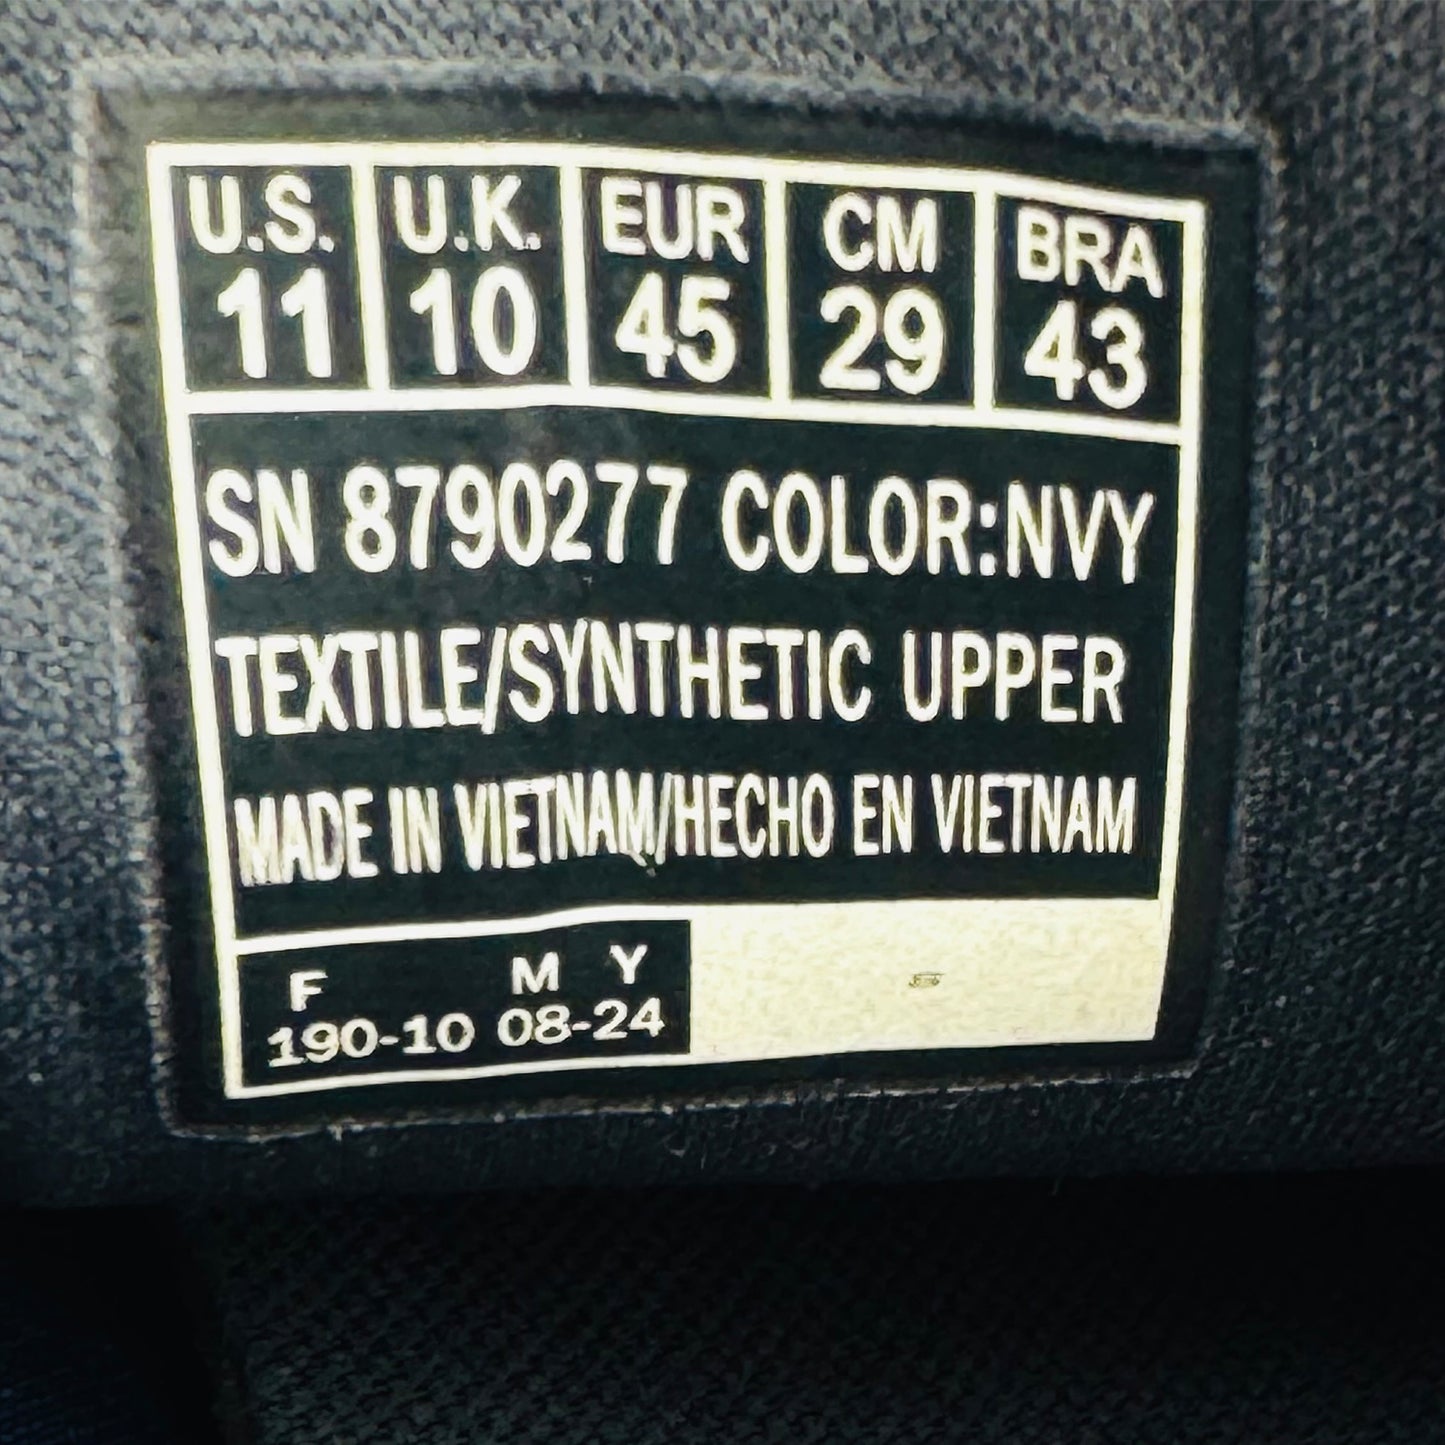 U.S. U.K. EUR CM BRA
11 10 45 29 43
SN 8790277 COLOR:NVY
TEXTILE/SYNTHETIC UPPER
MADE IN VIETNAM/HECHO EN VIETNAM
F M Y
190-10 08-24